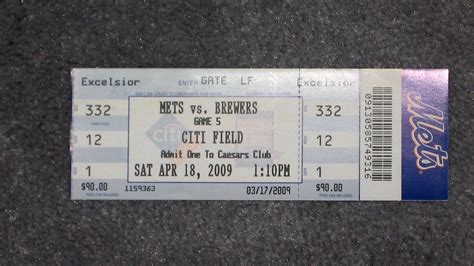 Excelsior ENTER GATE LF Excelsior
332 METS vs. BREWERS 332
GAME 5
12 CITI FIELD 12
Admit One To Caesars Club
1 SAT APR 18, 2009 1:10PM 1
$90.00 1159363 03/17/2009 $90.00
09130585749316
Mets
citi